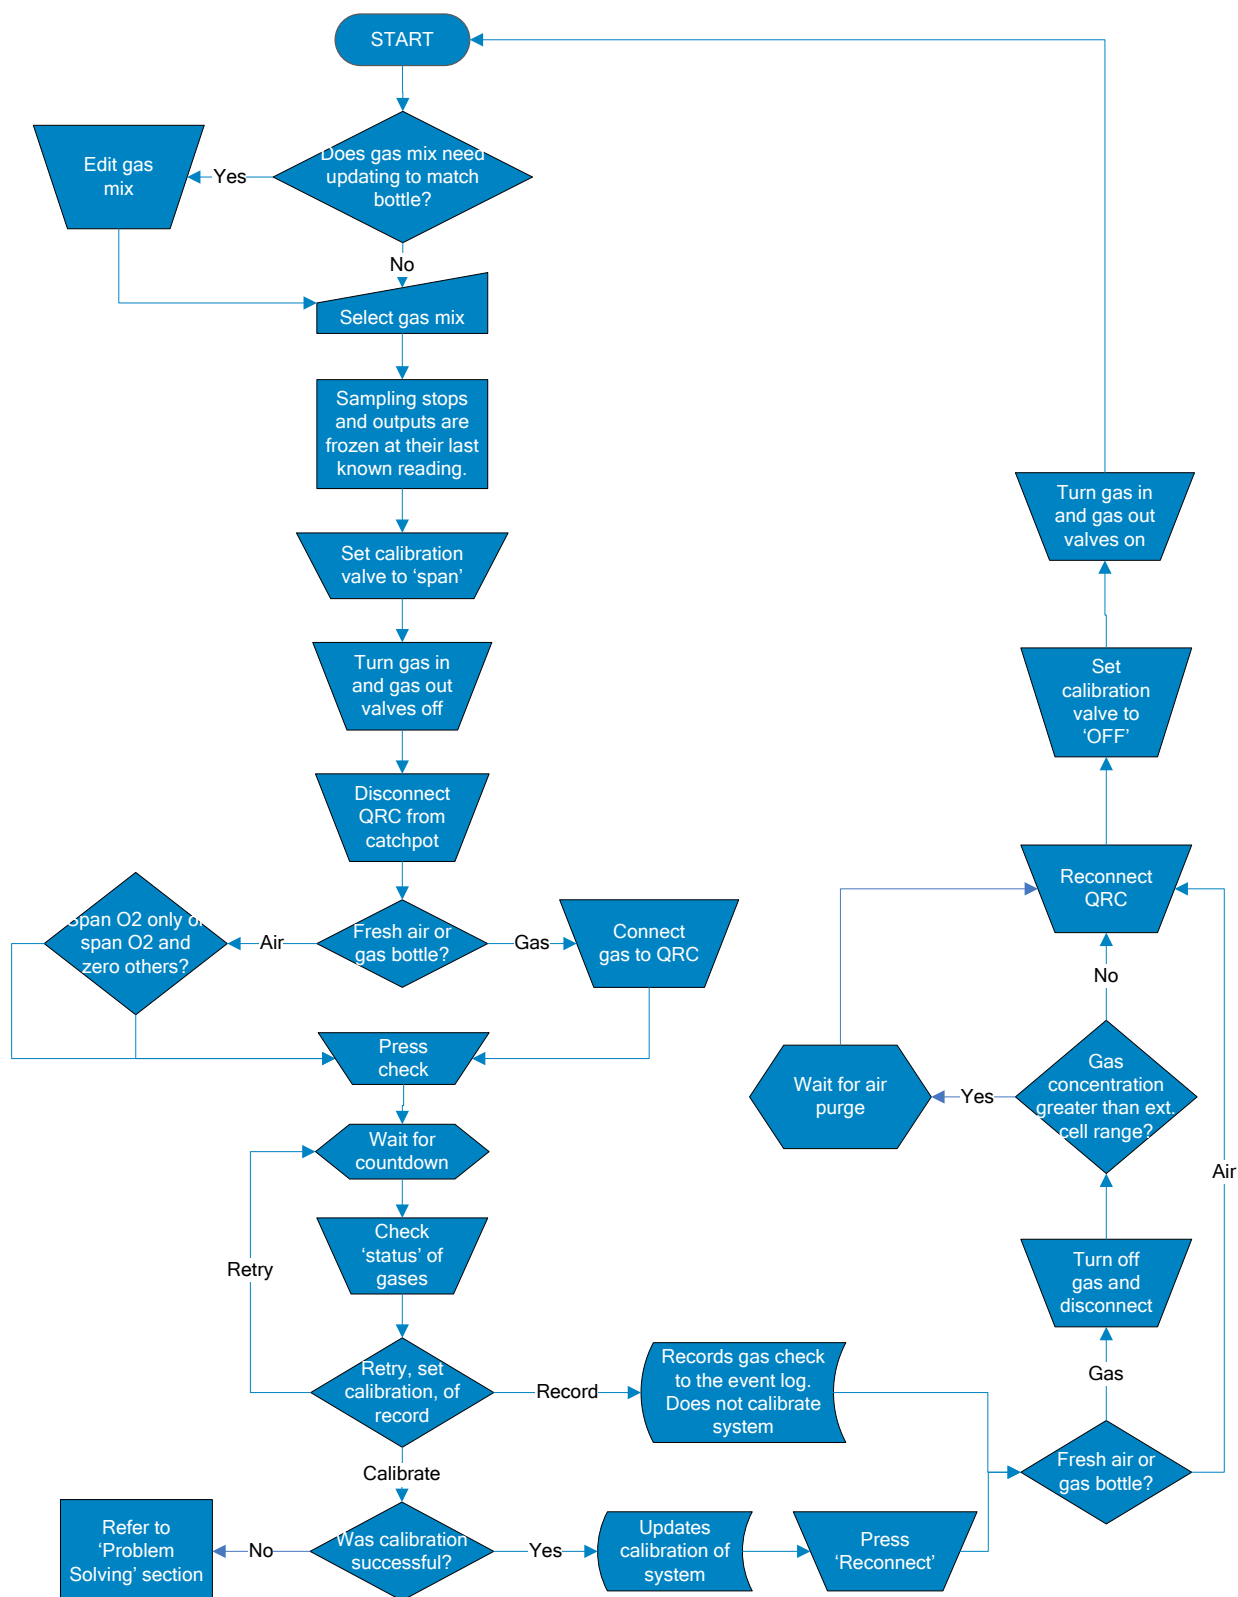 START
Does gas mix need
updating to match
bottle?
Yes
Edit gas
mix
No
Select gas mix
Sampling stops
and outputs are
frozen at their last
known reading.
Set calibration
valve to ‘span’
Turn gas in
and gas out
valves off
Disconnect
QRC from
catchpot
Fresh air or
gas bottle?
Air
Span O2 only or
span O2 and
zero others?
Gas
Connect
gas to QRC
Press
check
Wait for
countdown
Check
‘status’ of
gases
Retry
Retry, set
calibration, of
record
Record
Records gas check
to the event log.
Does not calibrate
system
Calibrate
Was calibration
successful?
No
Refer to
‘Problem
Solving’ section
Yes
Updates
calibration of
system
Press
‘Reconnect’
Fresh air or
gas bottle?
Gas
Air
Turn off
gas and
disconnect
Gas
concentration
greater than ext.
cell range?
Yes
Wait for air
purge
No
Reconnect
QRC
Set
calibration
valve to
‘OFF’
Turn gas in
and gas out
valves on